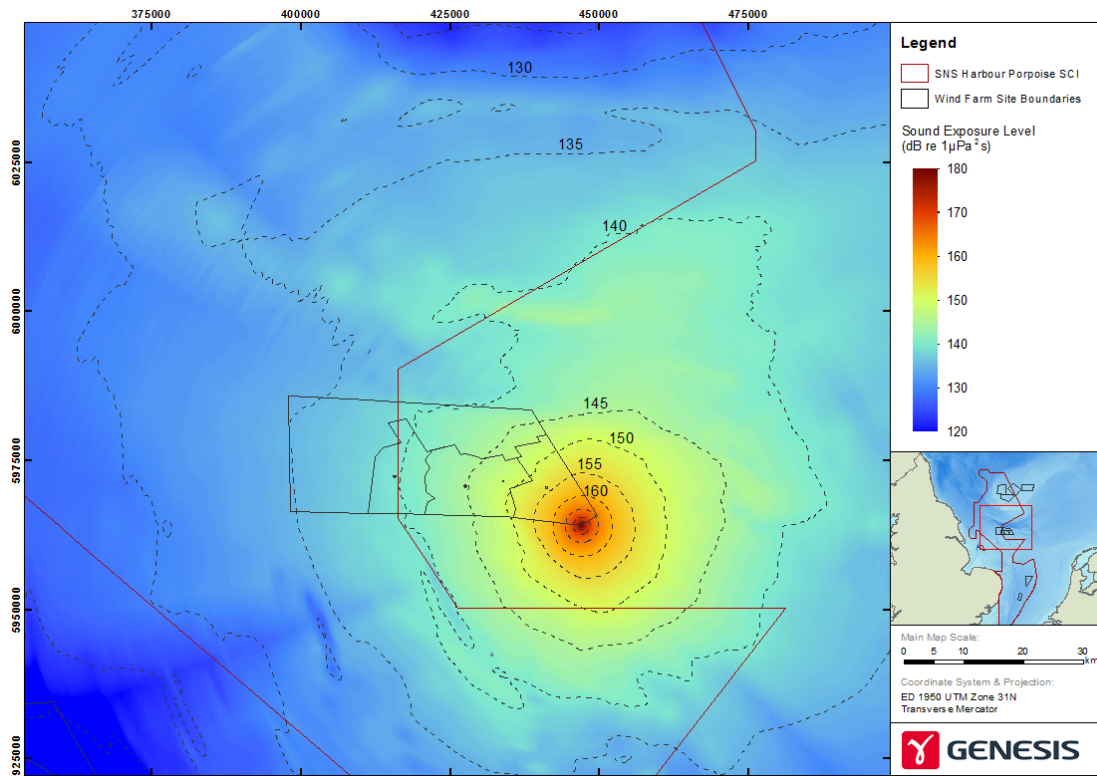 375000 400000 425000 450000 475000
6025000
6000000
5975000
5950000
5925000
130
135
140
145
150
155
160
Legend
SNS Harbour Porpoise SCI
Wind Farm Site Boundaries
Sound Exposure Level
(dB re 1µPa²s)
180
170
160
150
140
130
120
Main Map Scale:
0 5 10 20 30
km
Coordinate System & Projection:
ED 1950 UTM Zone 31N
Transverse Mercator
GENESIS